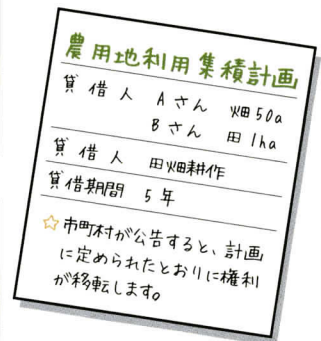 農用地利用集積計画
貸借人 Aさん 畑50a
Bさん 田1ha
貸借人 田畑耕作
貸借期間 5年
☆市町村が公告すると、計画
に定められたとおりに権利
が移転します。